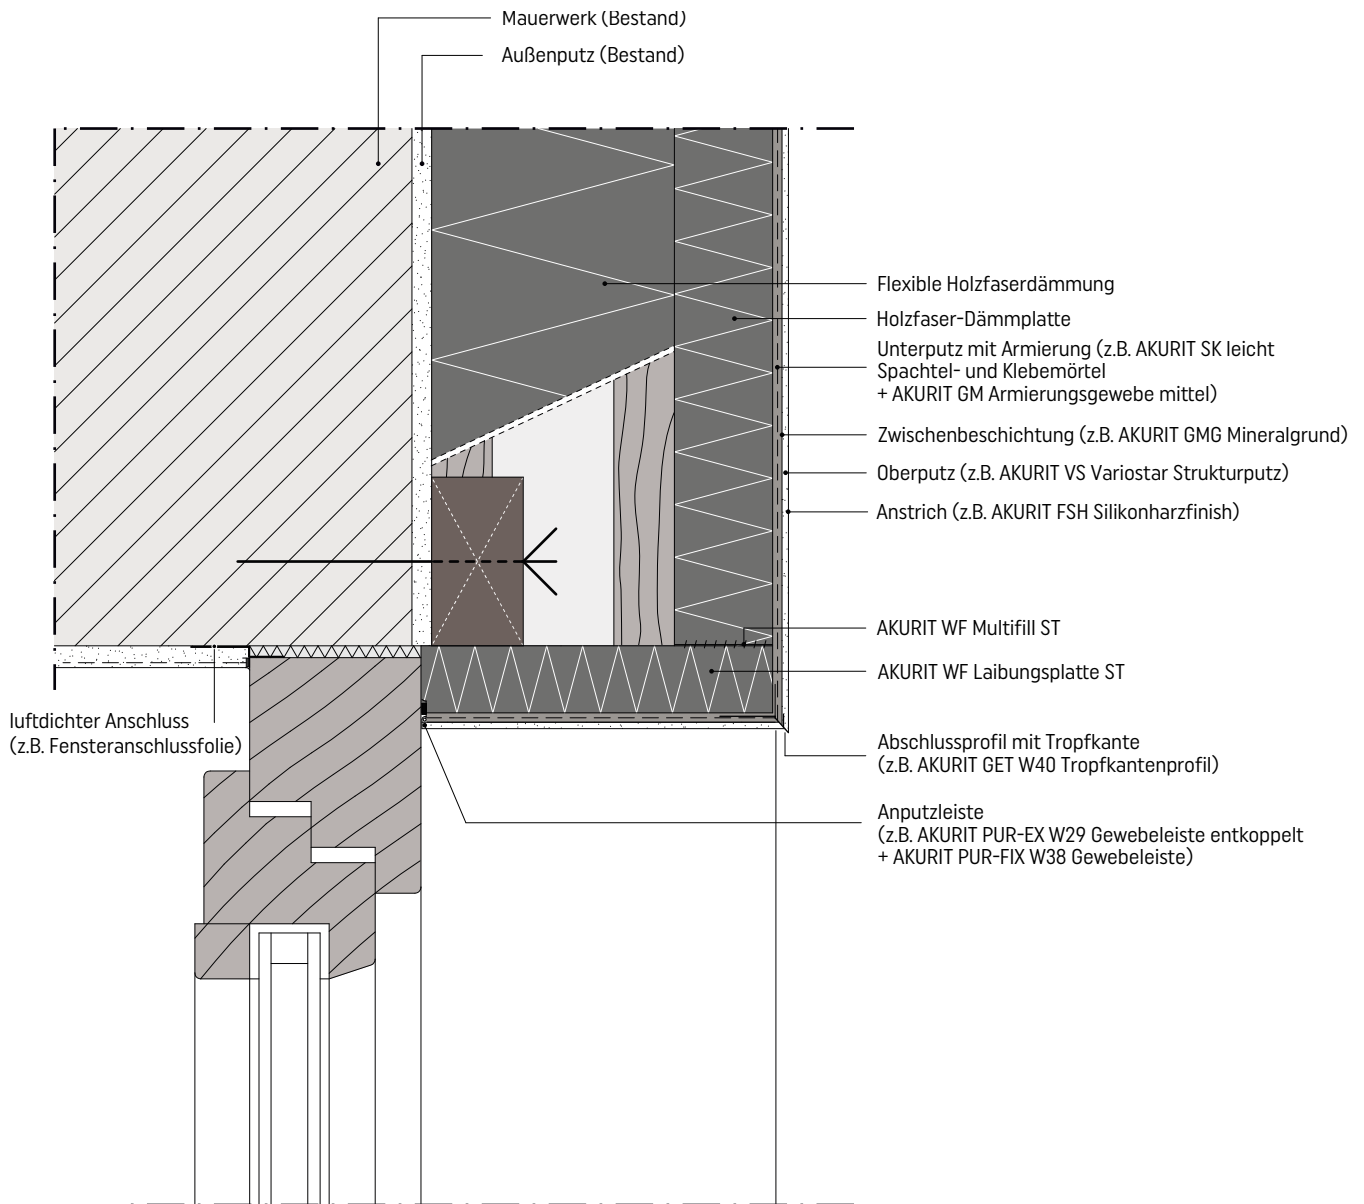 Mauerwerk (Bestand)
Außenputz (Bestand)
Flexible Holzfaserdämmung
Holzfaser-Dämmplatte
Unterputz mit Armierung (z.B. AKURIT SK leicht
Spachtel- und Klebemörtel
+ AKURIT GM Armierungsgewebe mittel)
Zwischenbeschichtung (z.B. AKURIT GMG Mineralgrund)
Oberputz (z.B. AKURIT VS Variostar Strukturputz)
Anstrich (z.B. AKURIT FSH Silikonharzfinish)
AKURIT WF Multifill ST
AKURIT WF Laibungsplatte ST
luftdichter Anschluss
(z.B. Fensteranschlussfolie)
Abschlussprofil mit Tropfkante
(z.B. AKURIT GET W40 Tropfkantenprofil)
Anputzleiste
(z.B. AKURIT PUR-EX W29 Gewebeleiste entkoppelt
+ AKURIT PUR-FIX W38 Gewebeleiste)